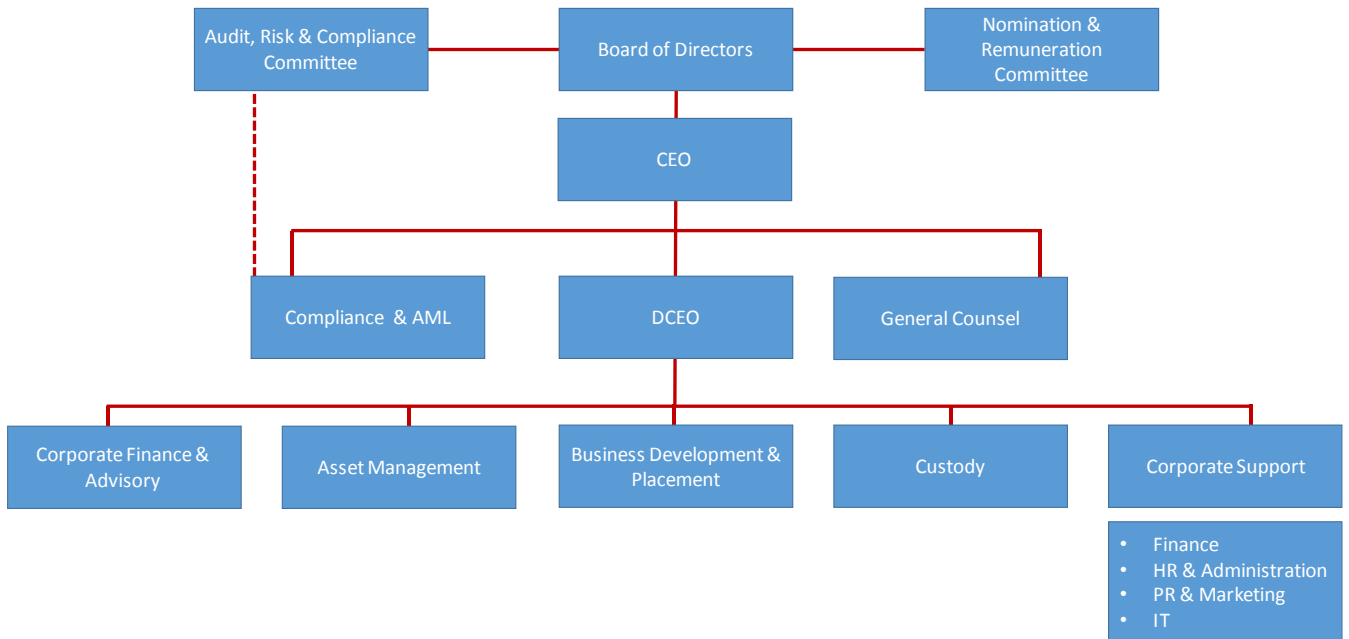 Audit, Risk & Compliance
Committee
Board of Directors
Nomination &
Remuneration
Committee
CEO
Compliance & AML
DCEO
General Counsel
Corporate Finance &
Advisory
Asset Management
Business Development &
Placement
Custody
Corporate Support
• Finance
• HR & Administration
• PR & Marketing
• IT